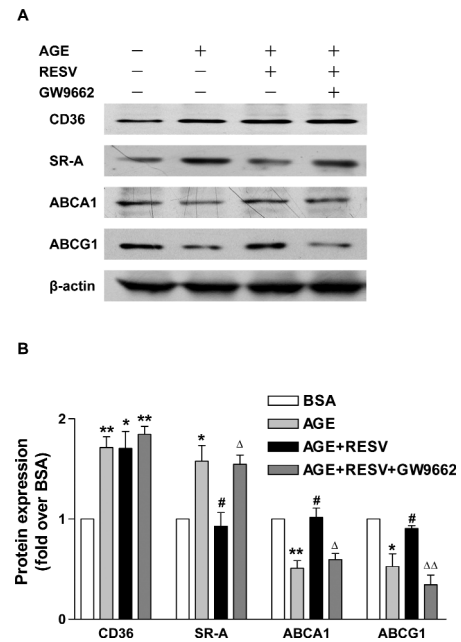 A
AGE − + + +
RESV − − + +
GW9662 − − − +
CD36
SR-A
ABCA1
ABCG1
β-actin
B
BSA
AGE
AGE+RESV
AGE+RESV+GW9662
Protein expression
(fold over BSA)
2
1
0
** * **
* # Δ
** # Δ
* # ΔΔ
CD36 SR-A ABCA1 ABCG1